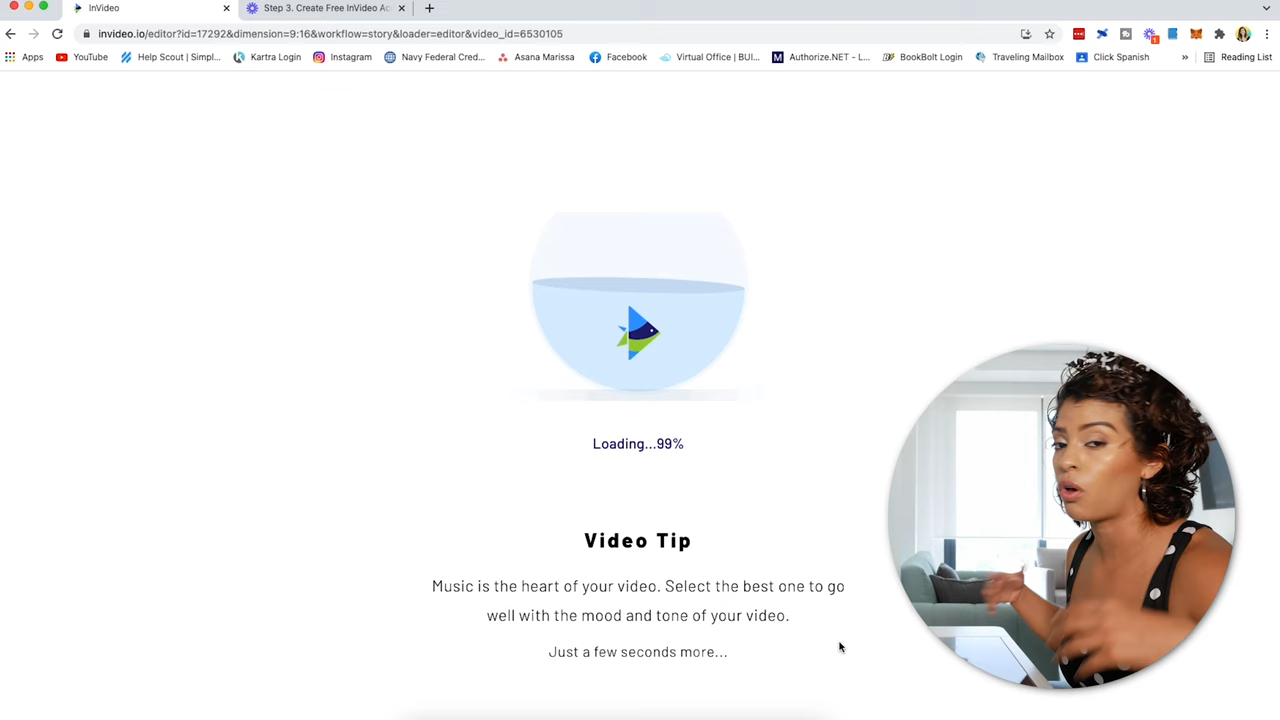 InVideo
Step 3. Create Free InVideo Ac
invideo.io/editor?id=17292&dimension=9:16&workflow=story&loader=editor&video_id=6530105
1
Apps YouTube Help Scout | Simpl... Kartra Login Instagram Navy Federal Cred... Asana Marissa Facebook Virtual Office | BUI... Authorize.NET - L... BookBolt Login Traveling Mailbox Click Spanish » Reading List
Loading...99%
Video Tip
Music is the heart of your video. Select the best one to go
well with the mood and tone of your video.
Just a few seconds more...